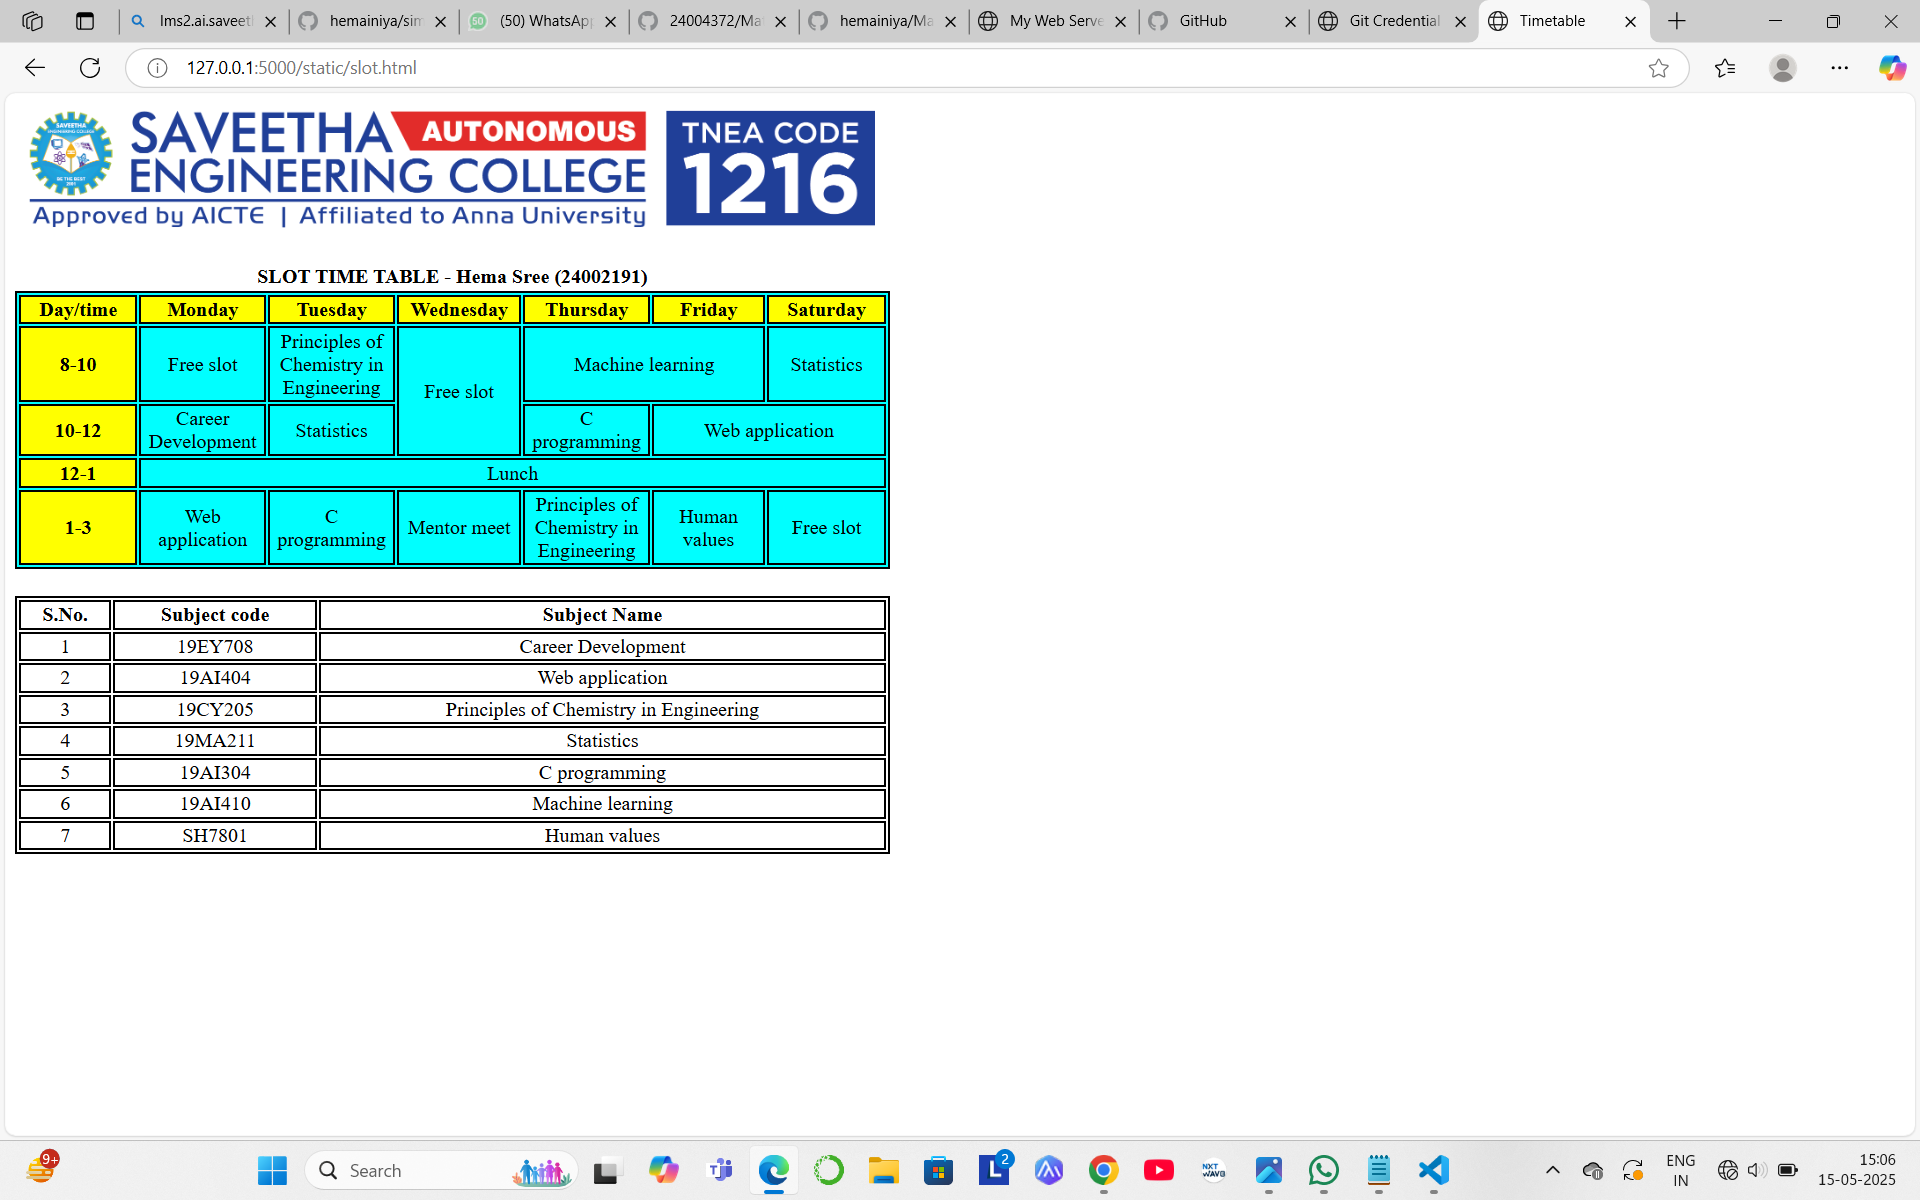 lms2.ai.saveet
hemainiya/sim
(50) WhatsApp
24004372/Mat
hemainiya/Ma
My Web Serve
GitHub
Git Credential
Timetable
127.0.0.1:5000/static/slot.html
SAVEETHA AUTONOMOUS
ENGINEERING COLLEGE
Approved by AICTE | Affiliated to Anna University
TNEA CODE
1216
SLOT TIME TABLE - Hema Sree (24002191)
Day/time Monday Tuesday Wednesday Thursday Friday Saturday
8-10 Free slot Principles of Chemistry in Engineering Free slot Machine learning Statistics
10-12 Career Development Statistics C programming Web application
12-1 Lunch
1-3 Web application C programming Mentor meet Principles of Chemistry in Engineering Human values Free slot
S.No. Subject code Subject Name
1 19EY708 Career Development
2 19AI404 Web application
3 19CY205 Principles of Chemistry in Engineering
4 19MA211 Statistics
5 19AI304 C programming
6 19AI410 Machine learning
7 SH7801 Human values
9+
Search
2
NXT
WAVE
ENG
IN
15:06
15-05-2025